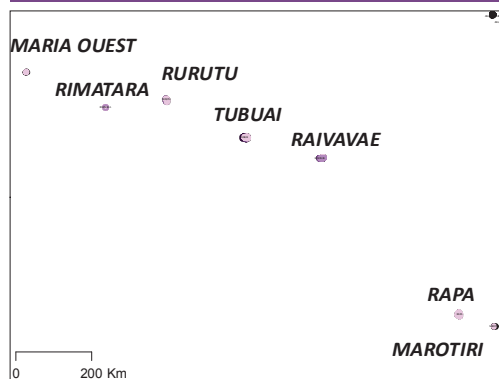 MARIA OUEST
RURUTU
RIMATARA
TUBUAI
RAIVAVAE
RAPA
MAROTIRI
0 200 Km